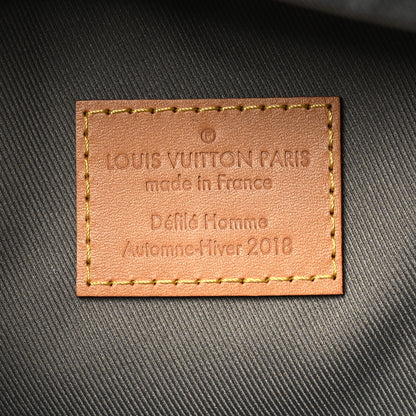 ®
LOUIS VUITTON PARIS
made in France
Défilé Homme
Automne-Hiver 2018